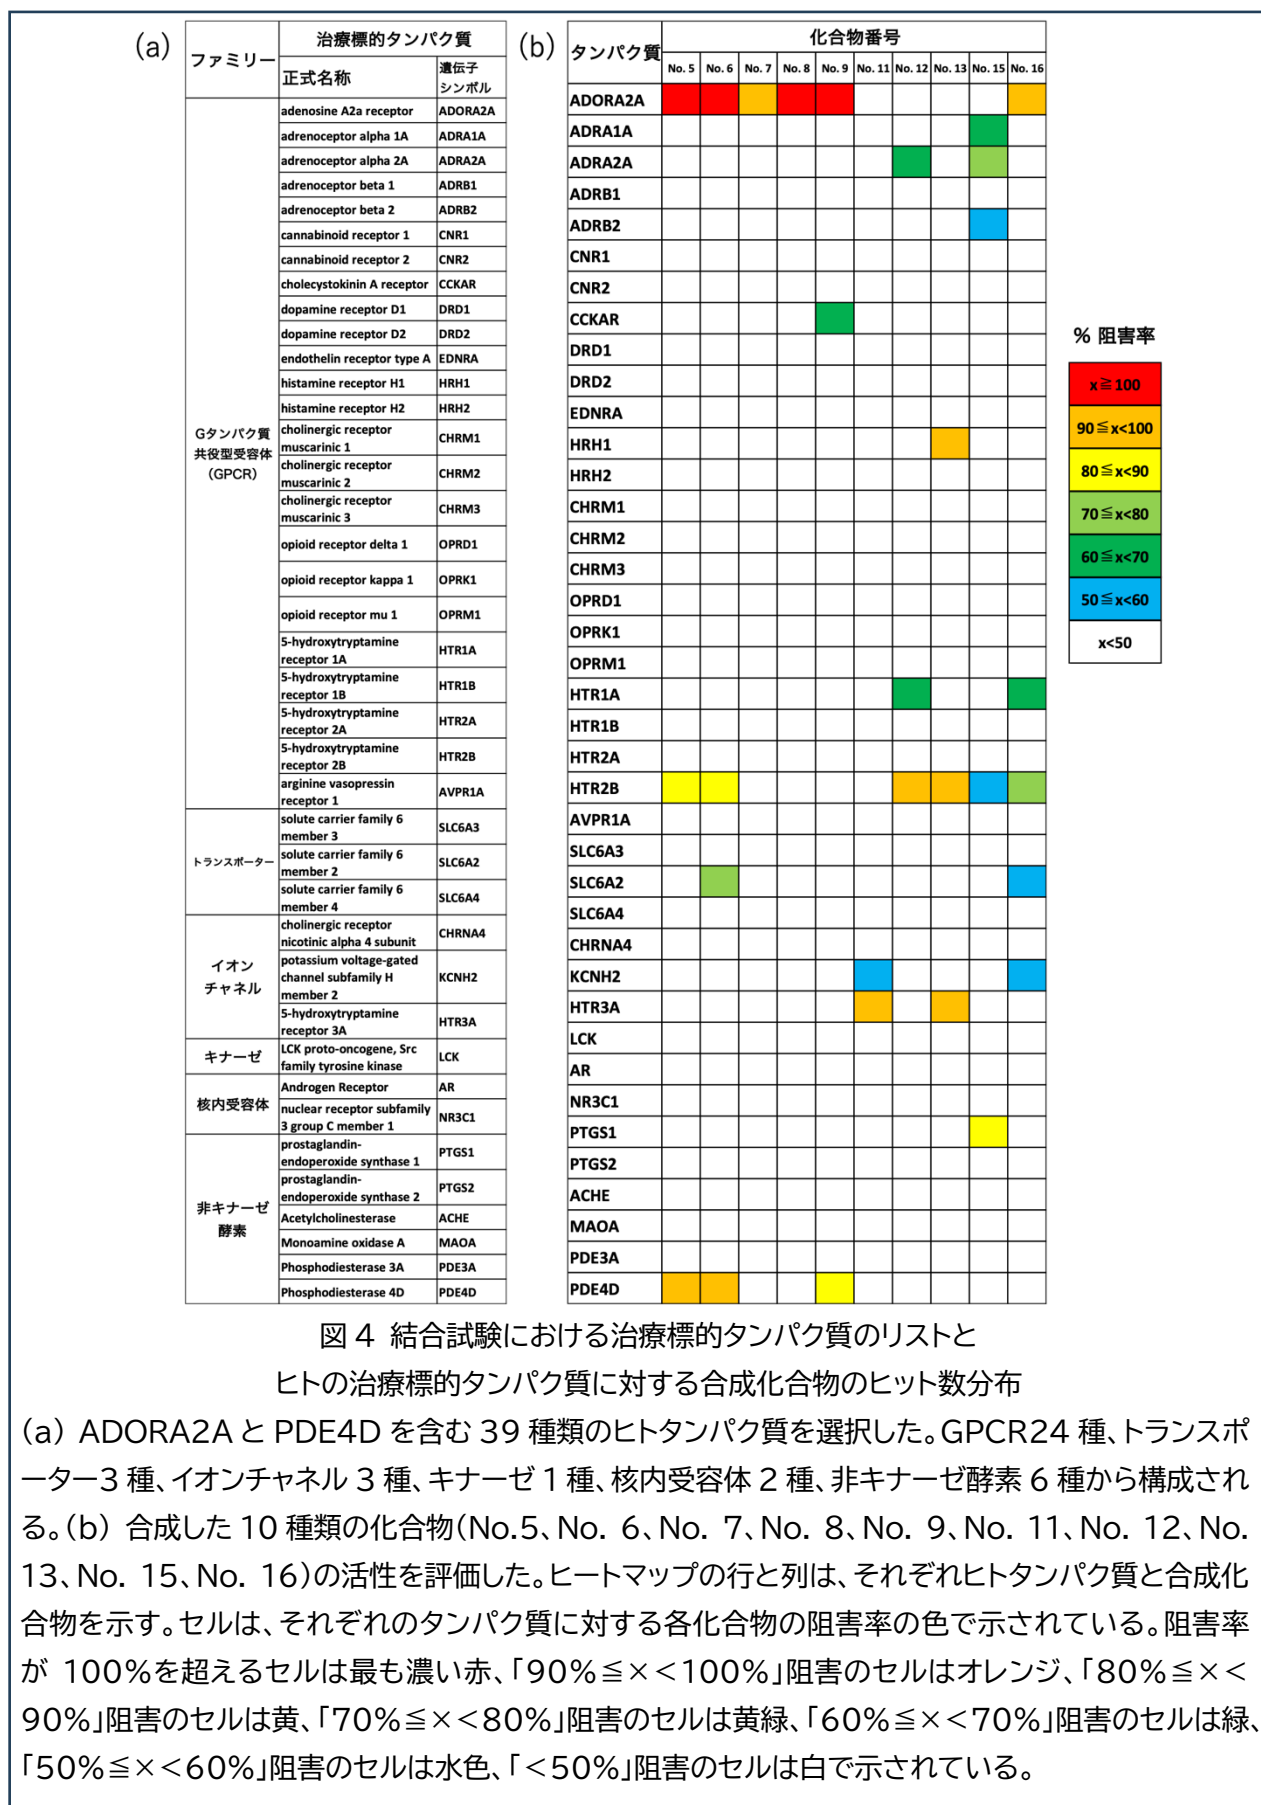 (a)
ファミリー
治療標的タンパク質
正式名称
遺伝子
シンボル
Gタンパク質
共役型受容体
(GPCR)
adenosine A2a receptor ADORA2A
adrenoceptor alpha 1A ADRA1A
adrenoceptor alpha 2A ADRA2A
adrenoceptor beta 1 ADRB1
adrenoceptor beta 2 ADRB2
cannabinoid receptor 1 CNR1
cannabinoid receptor 2 CNR2
cholecystokinin A receptor CCKAR
dopamine receptor D1 DRD1
dopamine receptor D2 DRD2
endothelin receptor type A EDNRA
histamine receptor H1 HRH1
histamine receptor H2 HRH2
cholinergic receptor
muscarinic 1 CHRM1
cholinergic receptor
muscarinic 2 CHRM2
cholinergic receptor
muscarinic 3 CHRM3
opioid receptor delta 1 OPRD1
opioid receptor kappa 1 OPRK1
opioid receptor mu 1 OPRM1
5-hydroxytryptamine
receptor 1A HTR1A
5-hydroxytryptamine
receptor 1B HTR1B
5-hydroxytryptamine
receptor 2A HTR2A
5-hydroxytryptamine
receptor 2B HTR2B
arginine vasopressin
receptor 1 AVPR1A
トランスポーター
solute carrier family 6
member 3 SLC6A3
solute carrier family 6
member 2 SLC6A2
solute carrier family 6
member 4 SLC6A4
イオン
チャネル
cholinergic receptor
nicotinic alpha 4 subunit CHRNA4
potassium voltage-gated
channel subfamily H
member 2 KCNH2
5-hydroxytryptamine
receptor 3A HTR3A
キナーゼ
LCK proto-oncogene, Src
family tyrosine kinase LCK
核内受容体
Androgen Receptor AR
nuclear receptor subfamily
3 group C member 1 NR3C1
非キナーゼ
酵素
prostaglandin-
endoperoxide synthase 1 PTGS1
prostaglandin-
endoperoxide synthase 2 PTGS2
Acetylcholinesterase ACHE
Monoamine oxidase A MAOA
Phosphodiesterase 3A PDE3A
Phosphodiesterase 4D PDE4D
(b)
タンパク質
化合物番号
No. 5 No. 6 No. 7 No. 8 No. 9 No. 11 No. 12 No. 13 No. 15 No. 16
ADORA2A
ADRA1A
ADRA2A
ADRB1
ADRB2
CNR1
CNR2
CCKAR
DRD1
DRD2
EDNRA
HRH1
HRH2
CHRM1
CHRM2
CHRM3
OPRD1
OPRK1
OPRM1
HTR1A
HTR1B
HTR2A
HTR2B
AVPR1A
SLC6A3
SLC6A2
SLC6A4
CHRNA4
KCNH2
HTR3A
LCK
AR
NR3C1
PTGS1
PTGS2
ACHE
MAOA
PDE3A
PDE4D
% 阻害率
x≧100
90≦x<100
80≦x<90
70≦x<80
60≦x<70
50≦x<60
x<50
図 4 結合試験における治療標的タンパク質のリストと
ヒトの治療標的タンパク質に対する合成化合物のヒット数分布
(a) ADORA2A と PDE4D を含む 39 種類のヒトタンパク質を選択した。GPCR24 種、トランスポ
ーター3 種、イオンチャネル 3 種、キナーゼ 1 種、核内受容体 2 種、非キナーゼ酵素 6 種から構成され
る。(b) 合成した 10 種類の化合物(No.5、No. 6、No. 7、No. 8、No. 9、No. 11、No. 12、No.
13、No. 15、No. 16)の活性を評価した。ヒートマップの行と列は、それぞれヒトタンパク質と合成化
合物を示す。セルは、それぞれのタンパク質に対する各化合物の阻害率の色で示されている。阻害率
が 100%を超えるセルは最も濃い赤、「90%≦×<100%」阻害のセルはオレンジ、「80%≦×<
90%」阻害のセルは黄、「70%≦×<80%」阻害のセルは黄緑、「60%≦×<70%」阻害のセルは緑、
「50%≦×<60%」阻害のセルは水色、「<50%」阻害のセルは白で示されている。